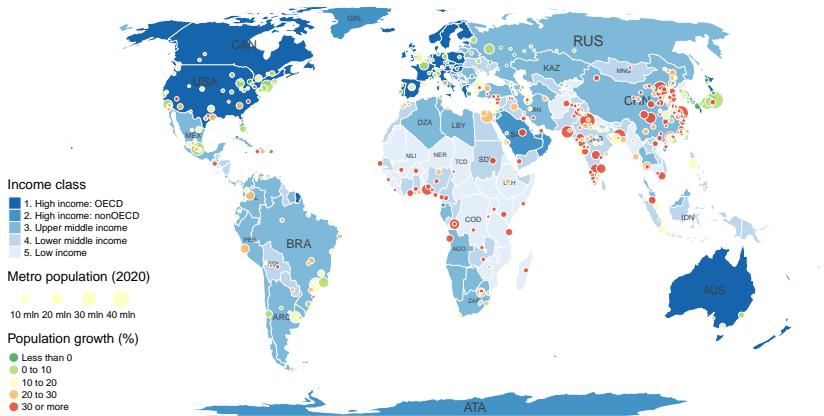 GRL
CAN
RUS
USA
KAZ
MNG
CHN
MEX
DZA
LBY
MLI
NER
TCD
IDN
COD
BRA
PER
AGO
ZAF
AUS
ARG
ATA
Income class
1. High income: OECD
2. High income: nonOECD
3. Upper middle income
4. Lower middle income
5. Low income
Metro population (2020)
10 mln 20 mln 30 mln 40 mln
Population growth (%)
Less than 0
0 to 10
10 to 20
20 to 30
30 or more